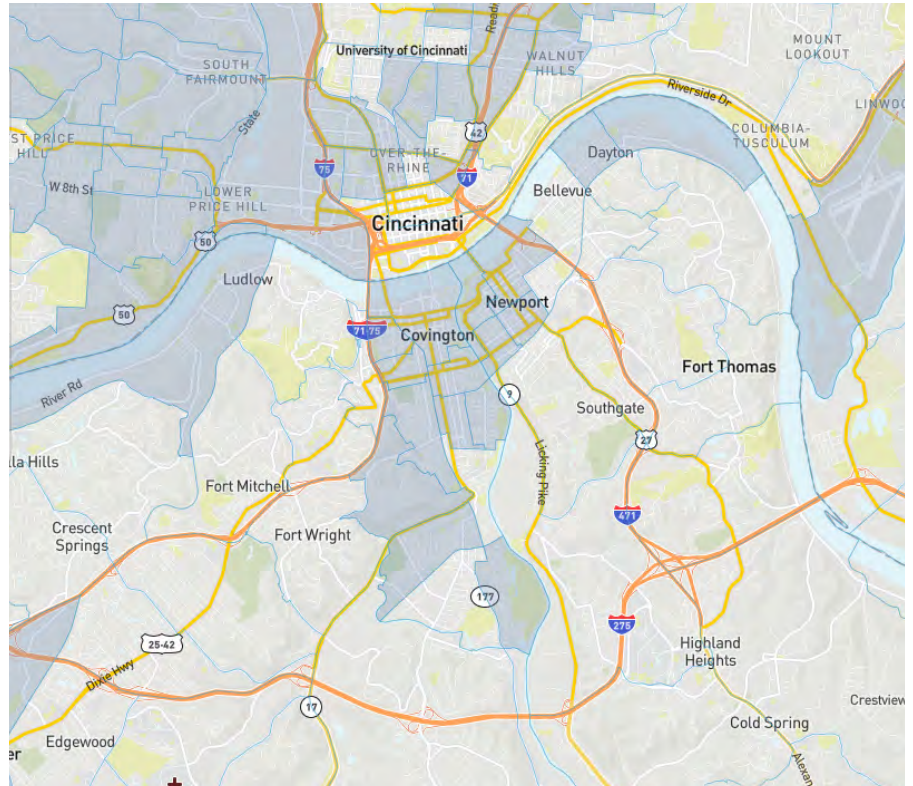 Reading
MOUNT
LOOKOUT
University of Cincinnati
WALNUT
HILLS
SOUTH
FAIRMOUNT
Riverside Dr
LINWOOD
State
42
COLUMBIA-
TUSCULUM
ST PRICE
HILL
OVER-THE-
RHINE
Dayton
75
71
W 8th St
LOWER
PRICE HILL
Bellevue
Cincinnati
50
Ludlow
50
Newport
71-75
Covington
Fort Thomas
River Rd
9
Southgate
27
lla Hills
Licking Pike
Fort Mitchell
471
Crescent
Springs
Fort Wright
177
275
25-42
Highland
Heights
Dixie Hwy
Crestview
17
Cold Spring
Edgewood
er
Alexan